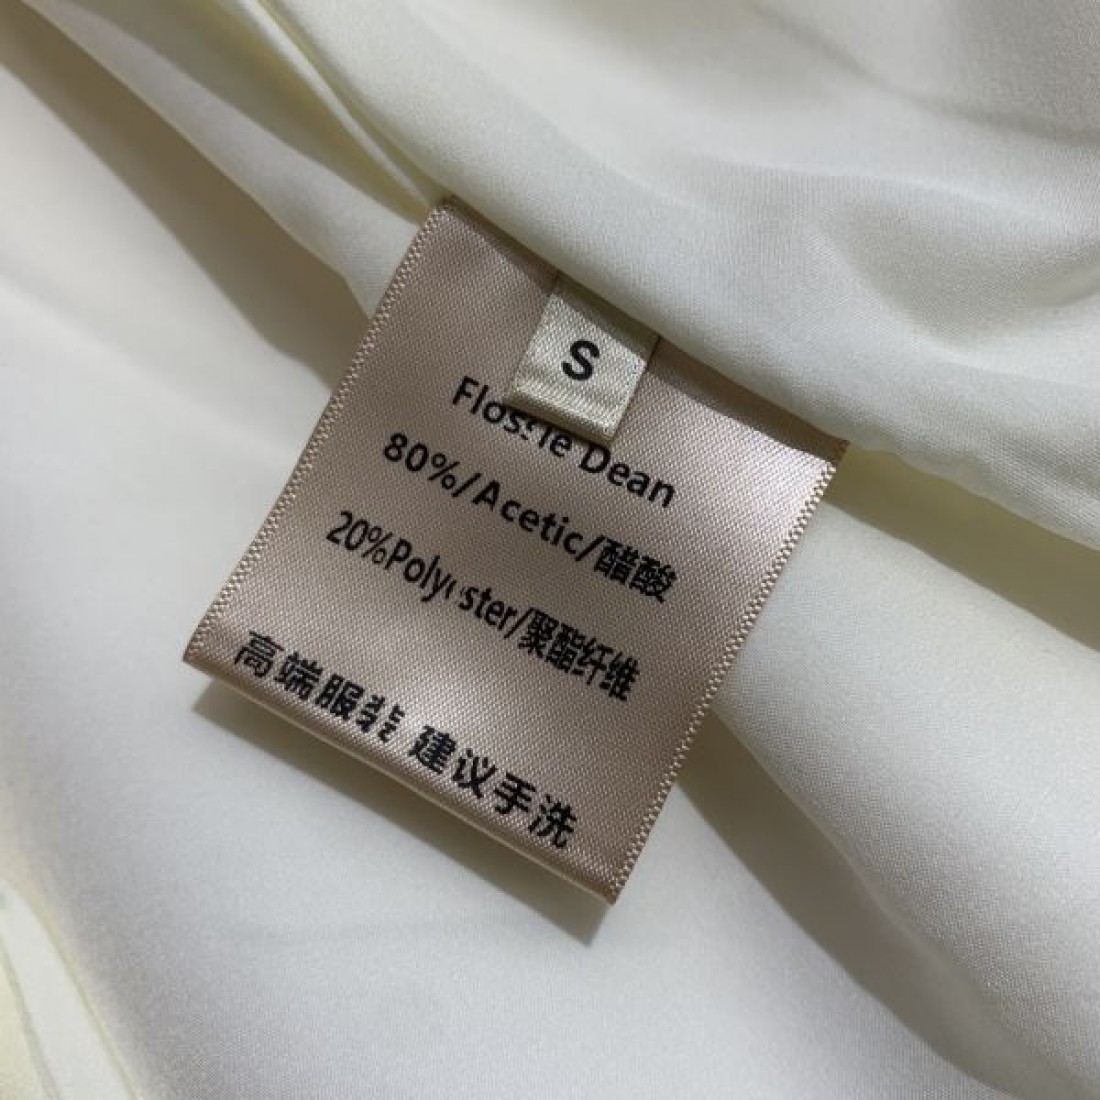 S
Flossie Dean
80%/Acetic/醋酸
20%Polyester/聚酯纤维
高端服装 建议手洗